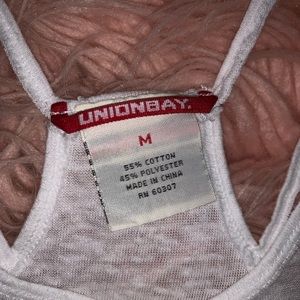 UNIONBAY.
M
55% COTTON
45% POLYESTER
MADE IN CHINA
RN 60307